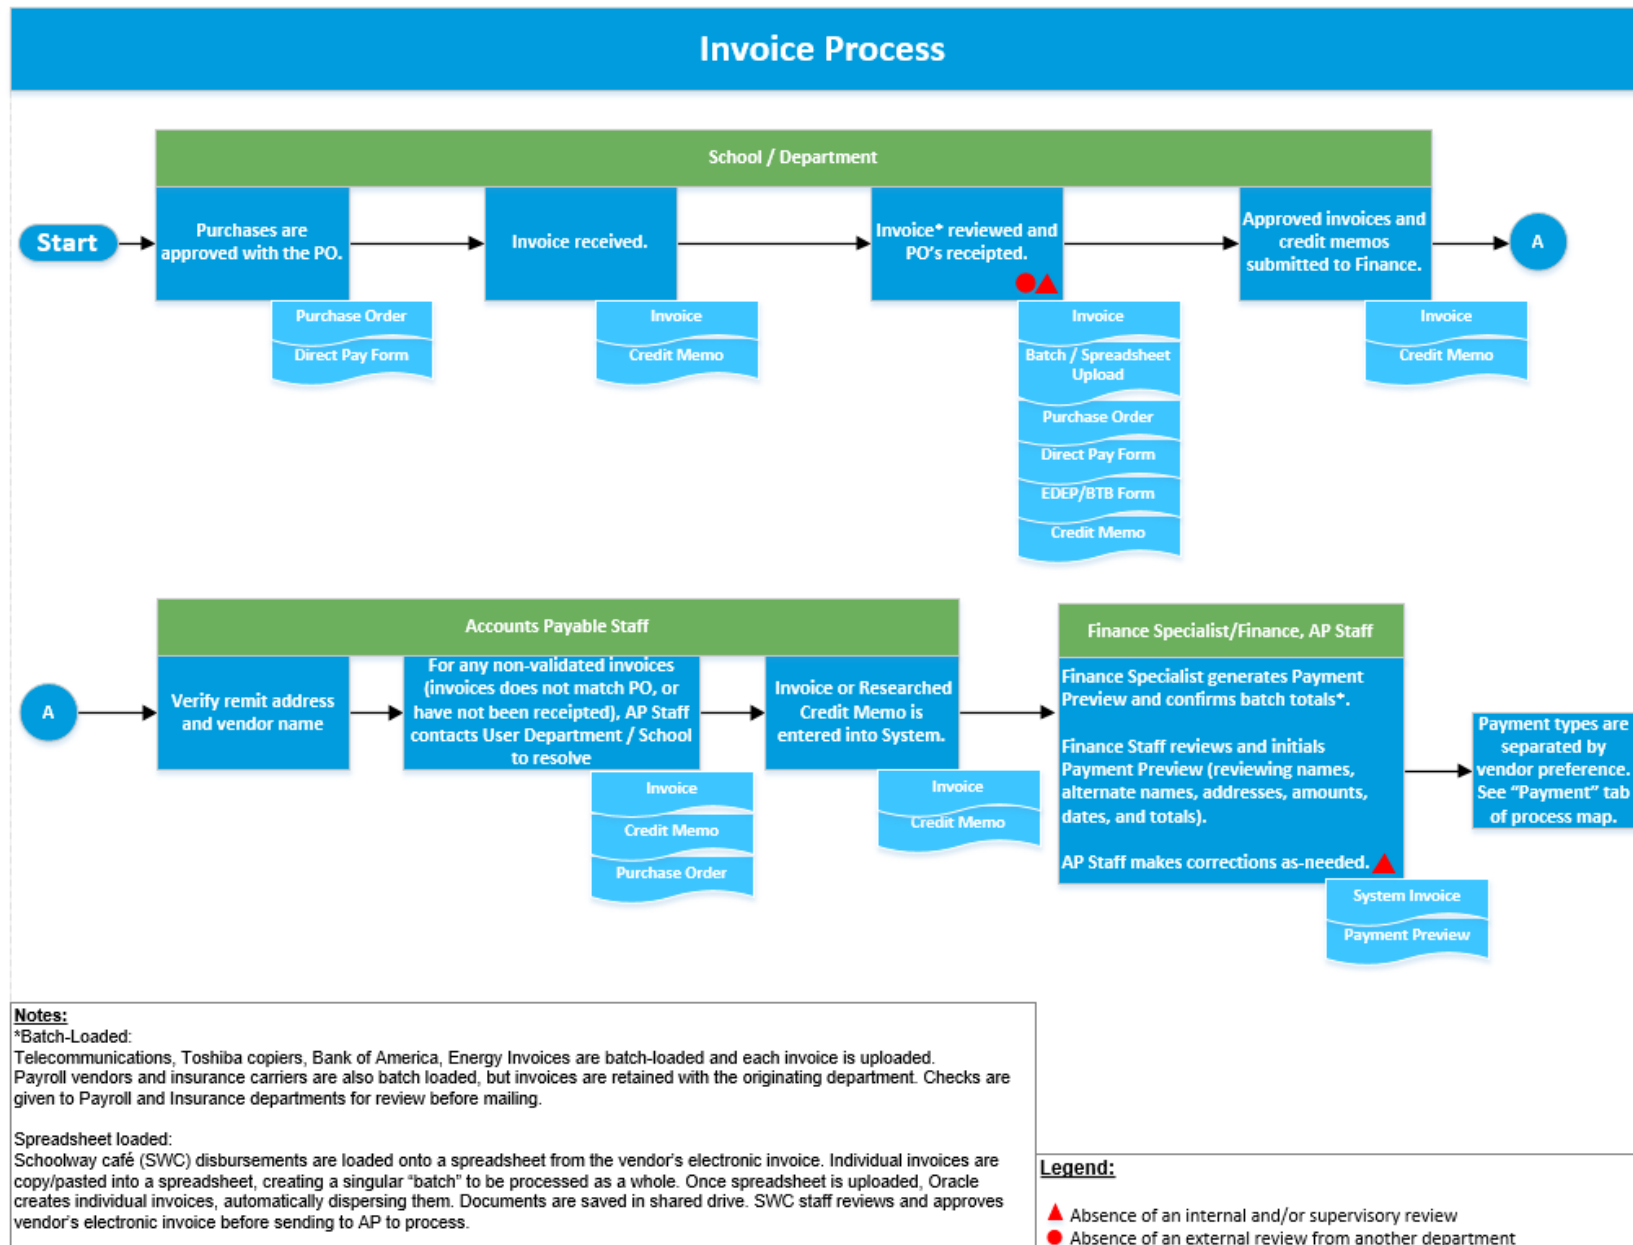 Invoice Process
School / Department
Start
Purchases are
approved with the PO.
Invoice received.
Invoice* reviewed and
PO's receipted.
Approved invoices and
credit memos
submitted to Finance.
A
Purchase Order
Direct Pay Form
Invoice
Credit Memo
Invoice
Batch / Spreadsheet
Upload
Purchase Order
Direct Pay Form
EDEP/BTB Form
Credit Memo
Invoice
Credit Memo
Accounts Payable Staff
Finance Specialist/Finance, AP Staff
A
Verify remit address
and vendor name
For any non-validated invoices
(invoices does not match PO, or
have not been receipted), AP Staff
contacts User Department / School
to resolve
Invoice or Researched
Credit Memo is
entered into System.
Finance Specialist generates Payment
Preview and confirms batch totals*.
Finance Staff reviews and initials
Payment Preview (reviewing names,
alternate names, addresses, amounts,
dates, and totals).
AP Staff makes corrections as-needed.
Payment types are
separated by
vendor preference.
See “Payment” tab
of process map.
Invoice
Credit Memo
Purchase Order
Invoice
Credit Memo
System Invoice
Payment Preview
Notes:
*Batch-Loaded:
Telecommunications, Toshiba copiers, Bank of America, Energy Invoices are batch-loaded and each invoice is uploaded.
Payroll vendors and insurance carriers are also batch loaded, but invoices are retained with the originating department. Checks are
given to Payroll and Insurance departments for review before mailing.
Spreadsheet loaded:
Schoolway café (SWC) disbursements are loaded onto a spreadsheet from the vendor's electronic invoice. Individual invoices are
copy/pasted into a spreadsheet, creating a singular “batch” to be processed as a whole. Once spreadsheet is uploaded, Oracle
creates individual invoices, automatically dispersing them. Documents are saved in shared drive. SWC staff reviews and approves
vendor's electronic invoice before sending to AP to process.
Legend:
Absence of an internal and/or supervisory review
Absence of an external review from another department